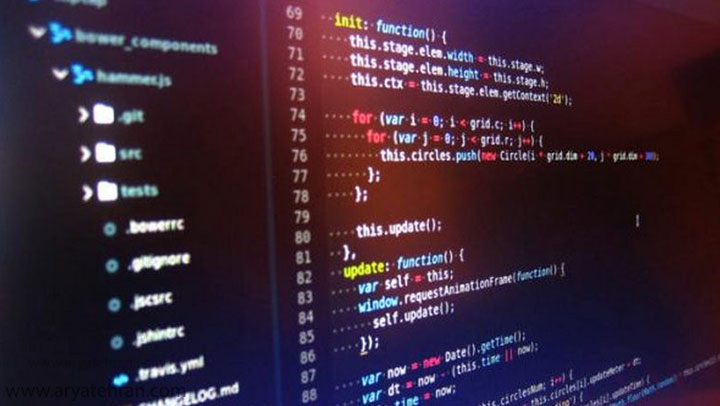 bower_components
hammer.js
.git
src
tests
.bowerrc
.gitignore
.jscsrc
.jshintrc
.travis.yml
CHANGELOG.md
www.aryatehran.com
69 init: function() {
70 this.stage.elem.width = this.stage.w;
71 this.stage.elem.height = this.stage.h;
72 this.ctx = this.stage.elem.getContext('2d');
73
74 for (var i = 0; i < grid.c; i++) {
75 for (var j = 0; j < grid.r; j++) {
76 this.circles.push(new Circle(i * grid.dim + 20, j * grid.dim +
77 };
78 };
79
80 this.update();
81 },
82 update: function() {
83 var self = this;
84 window.requestAnimationFrame(function() {
85 self.update();
86 });
87 var now = new Date().getTime();
88 var dt = now - (this.time || now);
.time = now;